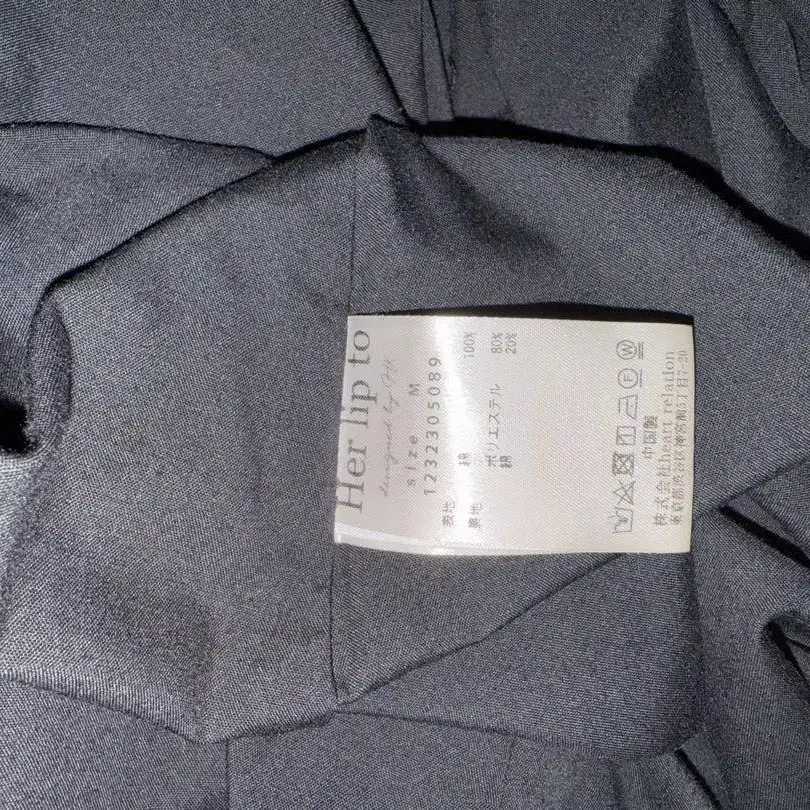 Her lip to
designed by
size M
1232305089
表地 綿 100%
裏地 ポリエステル 80%
綿 20%
中国製
株式会社heart relation
東京都渋谷区神宮前5丁目7-20